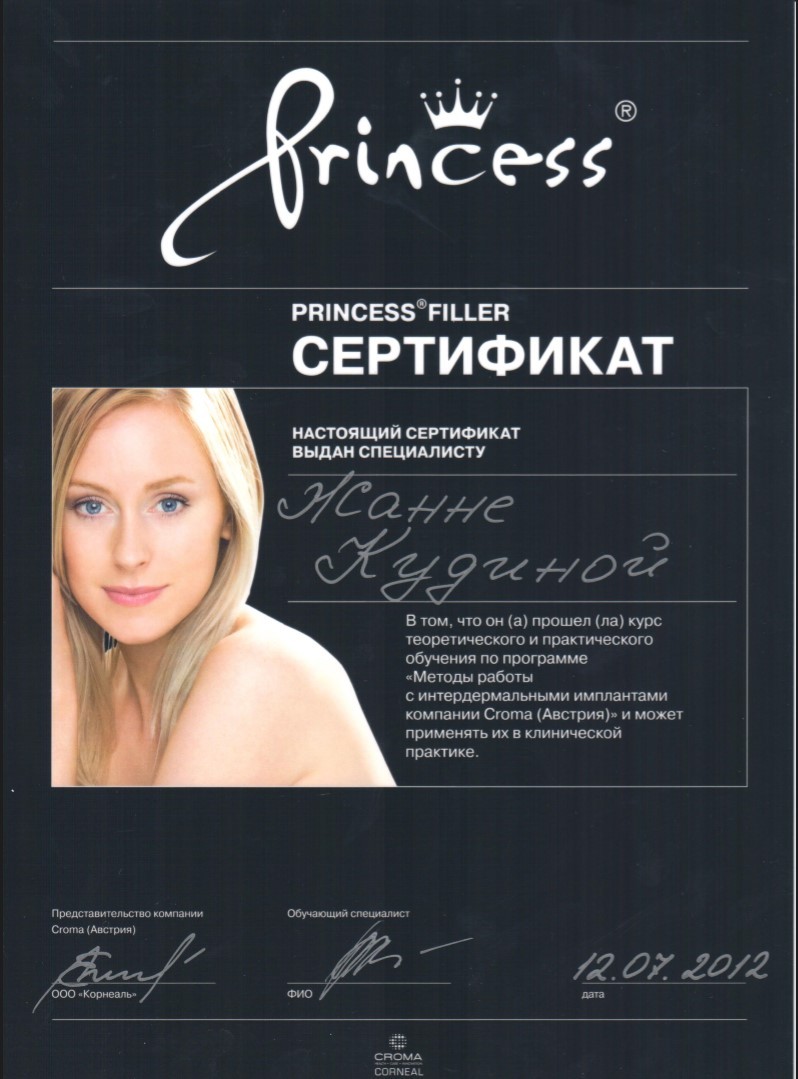 Princess®
PRINCESS®FILLER
СЕРТИФИКАТ
НАСТОЯЩИЙ СЕРТИФИКАТ
ВЫДАН СПЕЦИАЛИСТУ
Жанне
Кудиной
В том, что он (а) прошел (ла) курс
теоретического и практического
обучения по программе
«Методы работы
с интердермальными имплантами
компании Croma (Австрия)» и может
применять их в клинической
практике.
Представительство компании
Croma (Австрия)
ООО «Корнеаль»
Обучающий специалист
ФИО
12.07.2012
дата
CROMA
CORNEAL